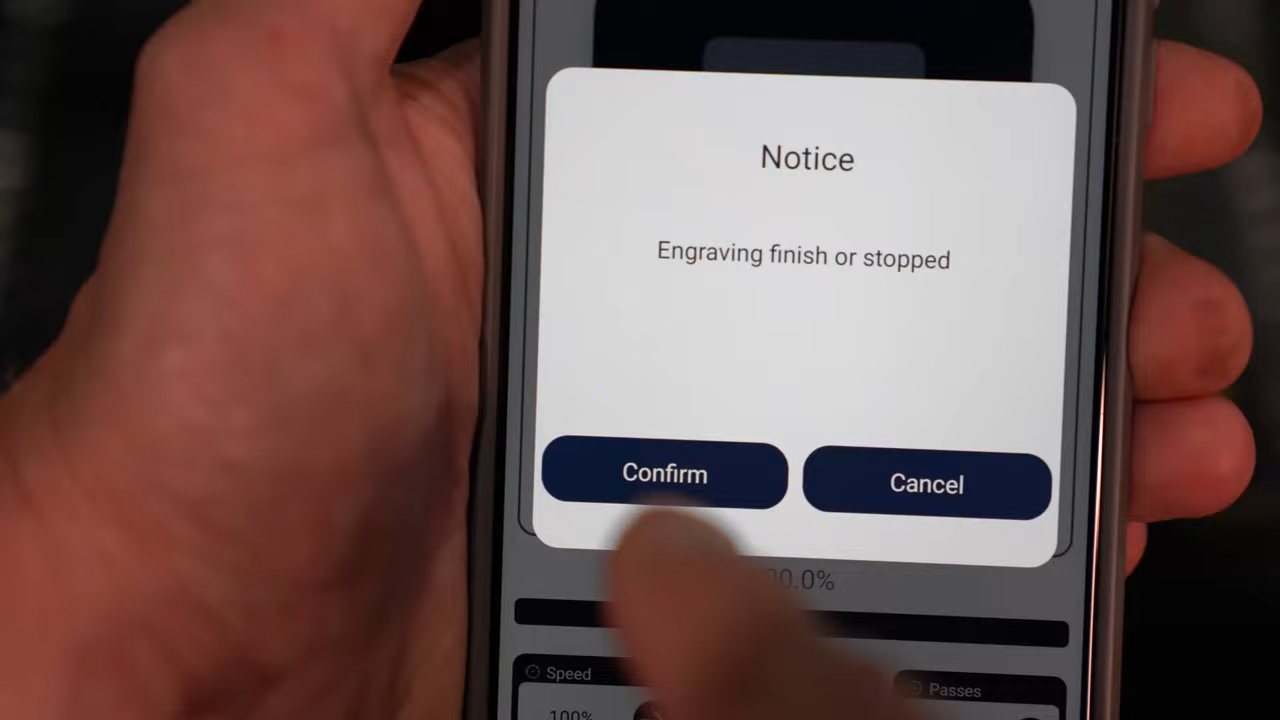 Notice
Engraving finish or stopped
Confirm
Cancel
Speed
Passes
100%